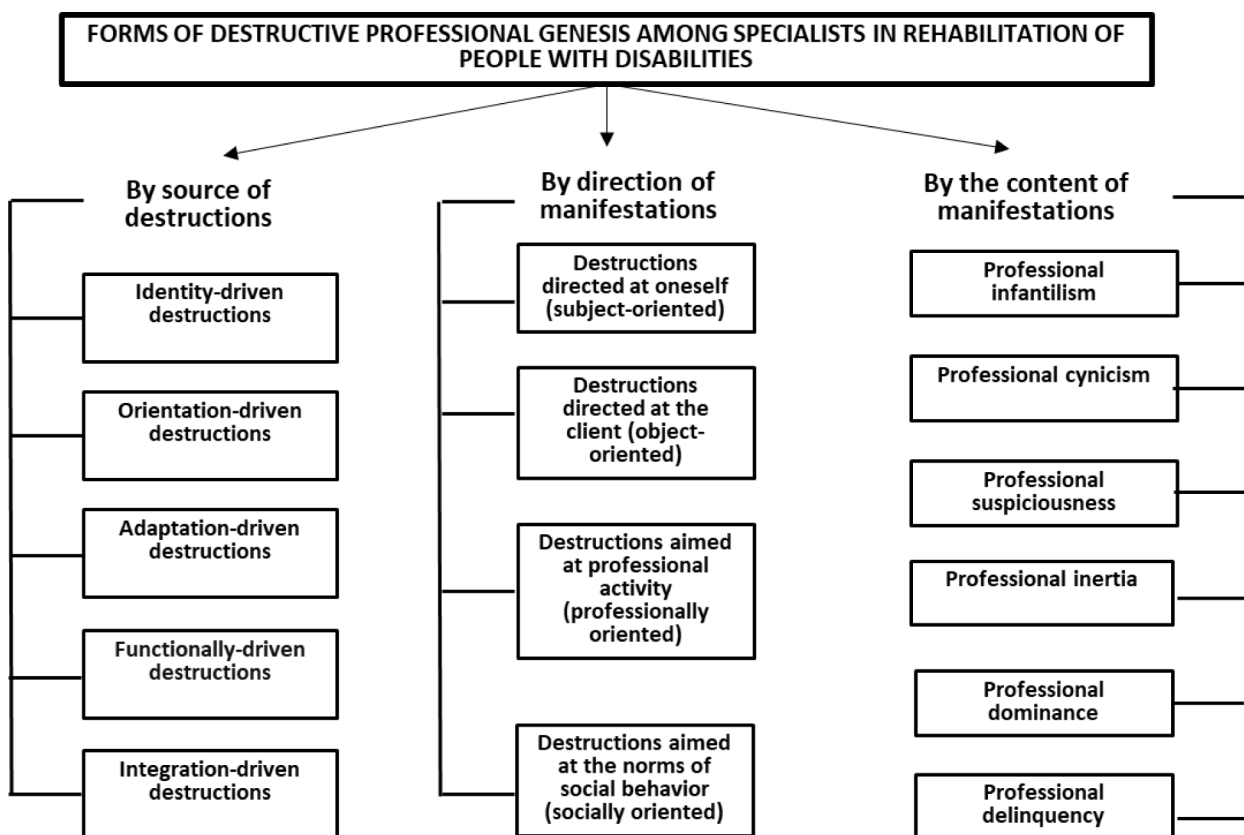 FORMS OF DESTRUCTIVE PROFESSIONAL GENESIS AMONG SPECIALISTS IN REHABILITATION OF
PEOPLE WITH DISABILITIES
By source of
destructions
Identity-driven
destructions
Orientation-driven
destructions
Adaptation-driven
destructions
Functionally-driven
destructions
Integration-driven
destructions
By direction of
manifestations
Destructions
directed at oneself
(subject-oriented)
Destructions
directed at the
client (object-
oriented)
Destructions aimed
at professional
activity
(professionally
oriented)
Destructions aimed
at the norms of
social behavior
(socially oriented)
By the content of
manifestations
Professional
infantilism
Professional cynicism
Professional
suspiciousness
Professional inertia
Professional
dominance
Professional
delinquency